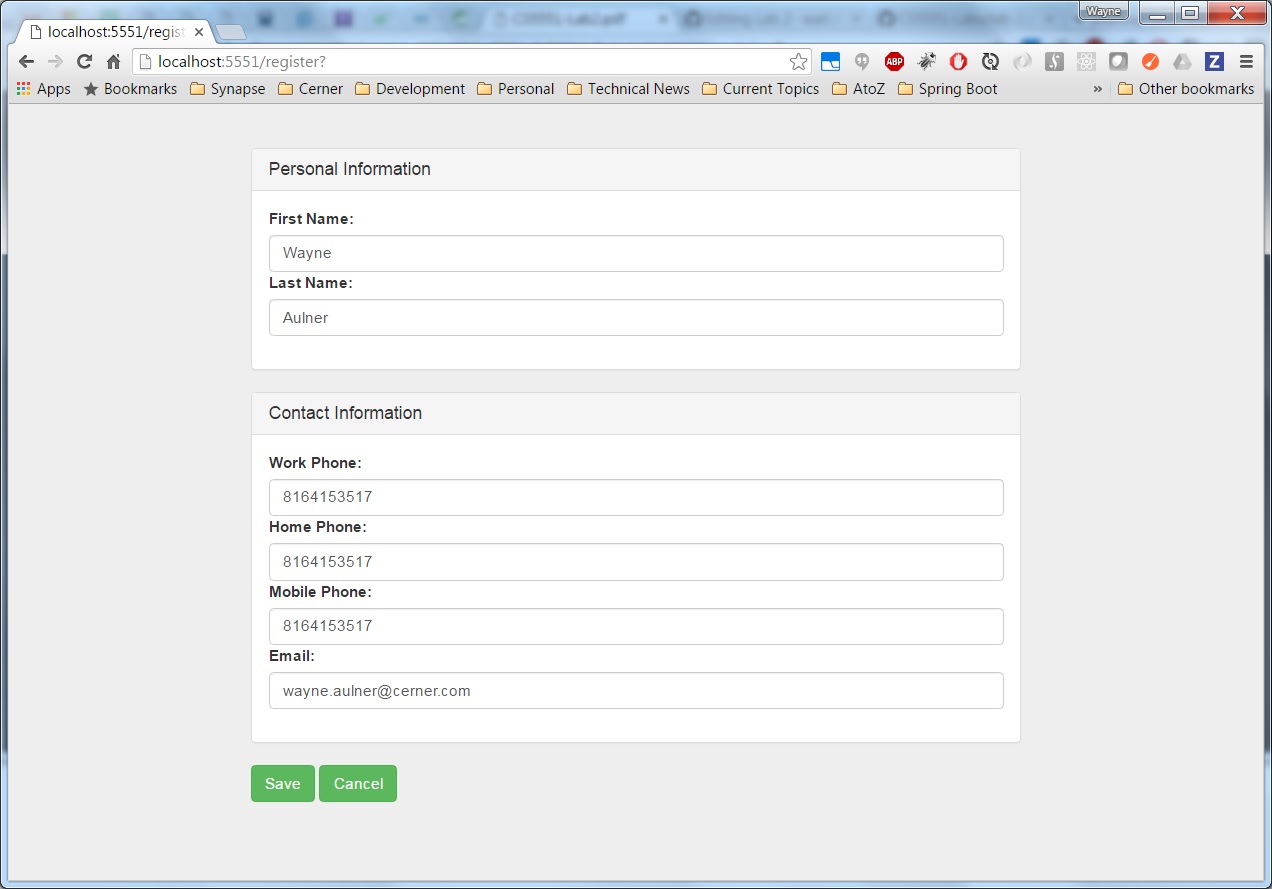 Wayne
localhost:5551/regist
localhost:5551/register?
ABP
Z
Apps Bookmarks Synapse Cerner Development Personal Technical News Current Topics AtoZ Spring Boot » Other bookmarks
Personal Information
First Name:
Wayne
Last Name:
Aulner
Contact Information
Work Phone:
8164153517
Home Phone:
8164153517
Mobile Phone:
8164153517
Email:
wayne.aulner@cerner.com
Save Cancel